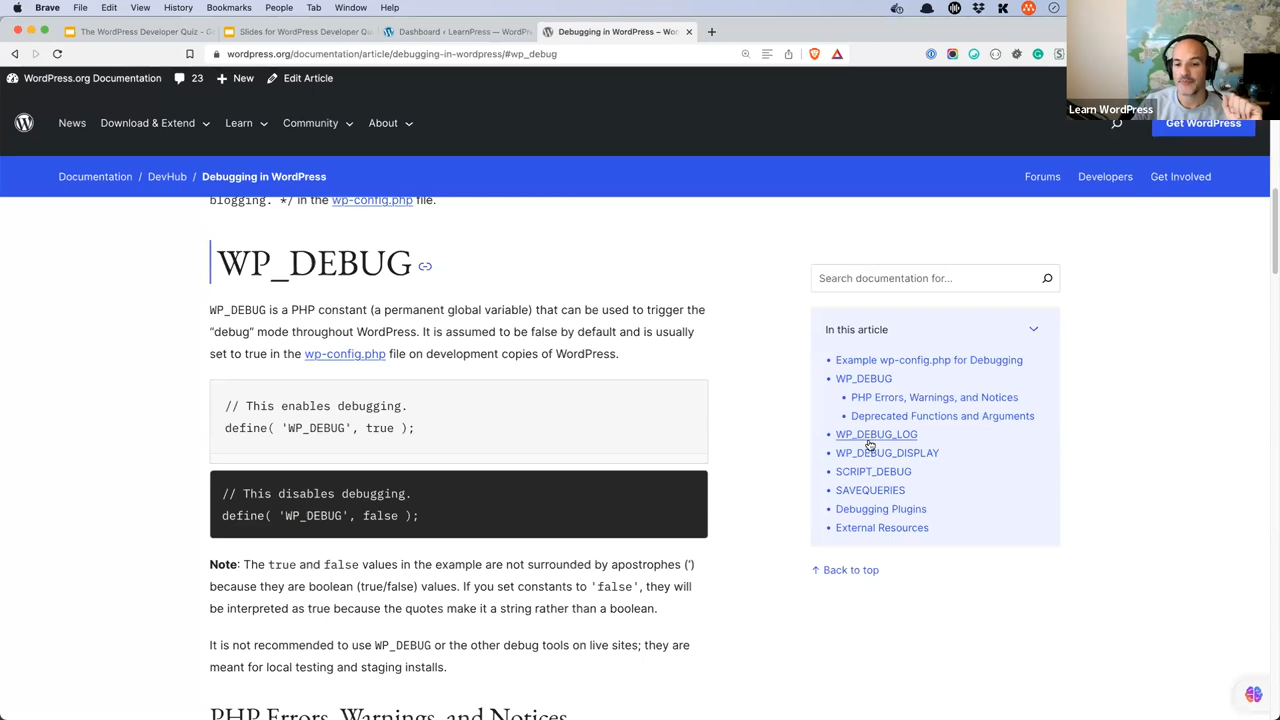 Brave File Edit View History Bookmarks People Tab Window Help
The WordPress Developer Quiz - G
Slides for WordPress Developer Qu
Dashboard ‹ LearnPress — WordPre
Debugging in WordPress – Wor
wordpress.org/documentation/article/debugging-in-wordpress/#wp_debug
WordPress.org Documentation 23 New Edit Article
Learn WordPress
News Download & Extend Learn Community About
Get WordPress
Documentation / DevHub / Debugging in WordPress
Forums Developers Get Involved
blogging. */ in the wp-config.php file.
WP_DEBUG
WP_DEBUG is a PHP constant (a permanent global variable) that can be used to trigger the
“debug” mode throughout WordPress. It is assumed to be false by default and is usually
set to true in the wp-config.php file on development copies of WordPress.
// This enables debugging.
define( 'WP_DEBUG', true );
// This disables debugging.
define( 'WP_DEBUG', false );
Note: The true and false values in the example are not surrounded by apostrophes (')
because they are boolean (true/false) values. If you set constants to 'false', they will
be interpreted as true because the quotes make it a string rather than a boolean.
It is not recommended to use WP_DEBUG or the other debug tools on live sites; they are
meant for local testing and staging installs.
PHP Errors, Warnings, and Notices
Search documentation for...
In this article
• Example wp-config.php for Debugging
• WP_DEBUG
• PHP Errors, Warnings, and Notices
• Deprecated Functions and Arguments
• WP_DEBUG_LOG
• WP_DEBUG_DISPLAY
• SCRIPT_DEBUG
• SAVEQUERIES
• Debugging Plugins
• External Resources
↑ Back to top